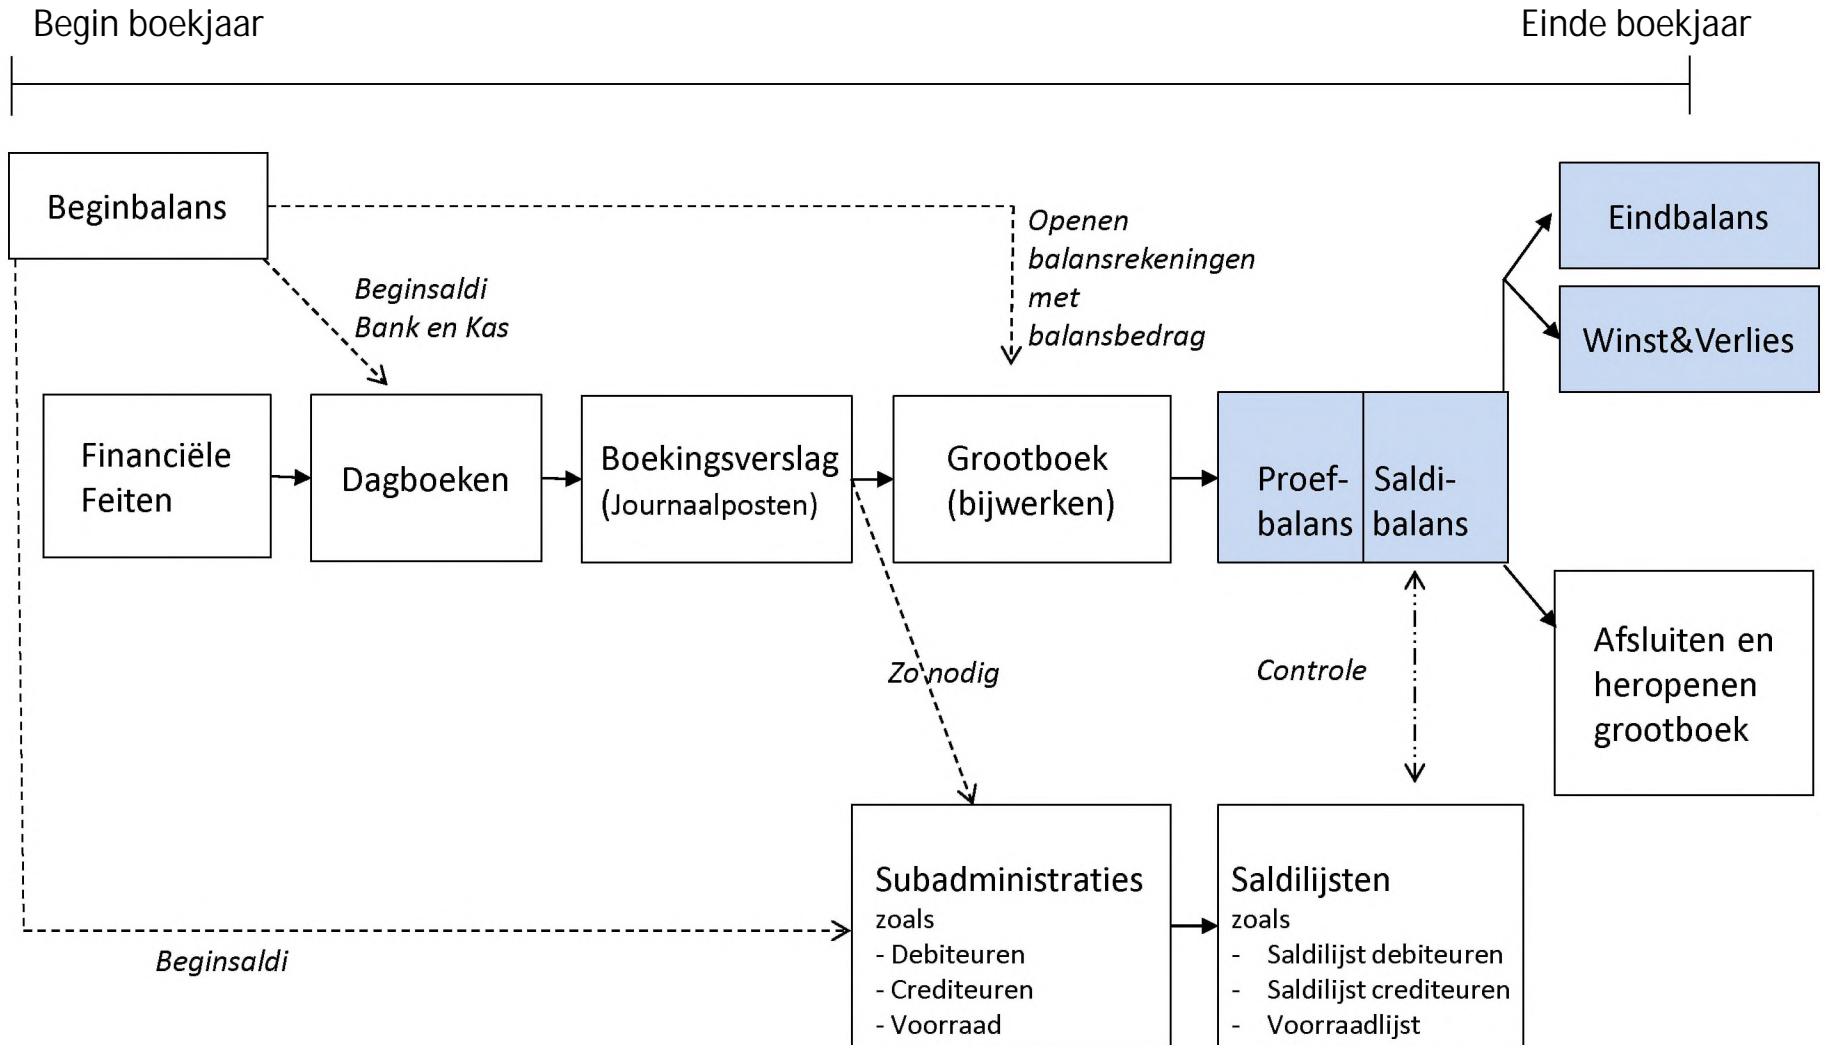 Begin boekjaar
Einde boekjaar
Beginbalans
Openen
balansrekeningen
met
balansbedrag
Eindbalans
Beginsaldi
Bank en Kas
Winst&Verlies
Financiële
Feiten
Dagboeken
Boekingsverslag
(Journaalposten)
Grootboek
(bijwerken)
Proef-
balans
Saldi-
balans
Zo nodig
Controle
Afsluiten en
heropenen
grootboek
Beginsaldi
Subadministraties
zoals
- Debiteuren
- Crediteuren
- Voorraad
Saldilijsten
zoals
- Saldilijst debiteuren
- Saldilijst crediteuren
- Voorraadlijst